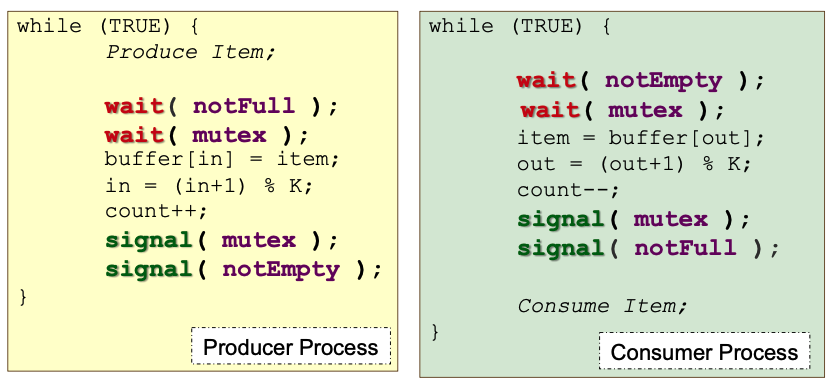 while (TRUE) {
Produce Item;
wait( notFull );
wait( mutex );
buffer[in] = item;
in = (in+1) % K;
count++;
signal( mutex );
signal( notEmpty );
}
Producer Process
while (TRUE) {
wait( notEmpty );
wait( mutex );
item = buffer[out];
out = (out+1) % K;
count--;
signal( mutex );
signal( notFull );
Consume Item;
}
Consumer Process